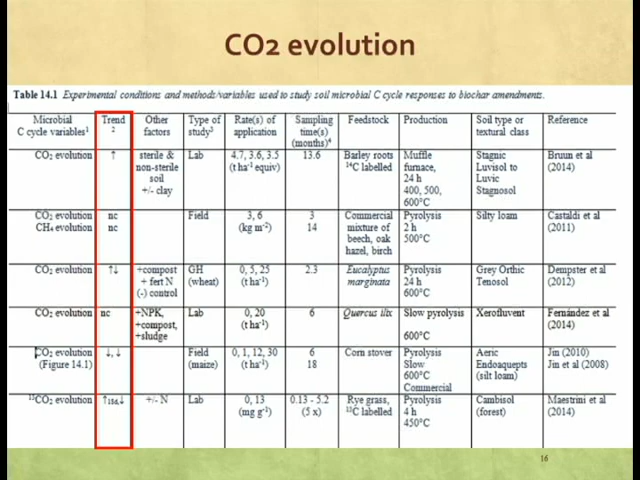 CO2 evolution
Table 14.1 Experimental conditions and methods/variables used to study soil microbial C cycle responses to biochar amendments.
Microbial C cycle variables¹ Trend ² Other factors Type of study³ Rate(s) of application Sampling time(s) (months)⁴ Feedstock Production Soil type or textural class Reference
CO₂ evolution ↑ sterile & non-sterile soil +/- clay Lab 4.7, 3.6, 3.5 (t ha⁻¹ equiv) 13.6 Barley roots ¹⁴C labelled Muffle furnace, 24 h 400, 500, 600°C Stagnic Luvisol to Luvic Stagnosol Bruun et al (2014)
CO₂ evolution CH₄ evolution nc nc Field 3, 6 (kg m⁻²) 3 14 Commercial mixture of beech, oak hazel, birch Pyrolysis 2 h 500°C Silty loam Castaldi et al (2011)
CO₂ evolution ↑↓ +compost + fert N (-) control GH (wheat) 0, 5, 25 (t ha⁻¹) 2.3 Eucalyptus marginata Pyrolysis 24 h 600°C Grey Orthic Tenosol Dempster et al (2012)
CO₂ evolution nc +NPK, +compost, +sludge Lab 0, 20 (t ha⁻¹) 6 Quercus ilix Slow pyrolysis 600°C Xerofluvent Fernández et al (2014)
CO₂ evolution (Figure 14.1) ↓, ↓ Field (maize) 0, 1, 12, 30 (t ha⁻¹) 6 18 Corn stover Pyrolysis Slow 600°C Commercial Aeric Endoaquepts (silt loam) Jin (2010) Jin et al (2008)
¹³CO₂ evolution ↑15d,↓ +/- N Lab 0, 13 (mg g⁻¹) 0.13 - 5.2 (5 x) Rye grass, ¹³C labelled Pyrolysis 4 h 450°C Cambisol (forest) Maestrini et al (2014)
16